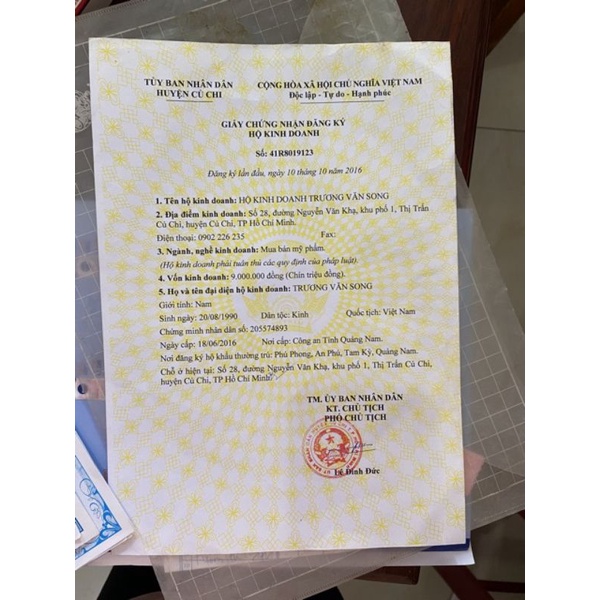 ỦY BAN NHÂN DÂN
HUYỆN CỦ CHI
CỘNG HÒA XÃ HỘI CHỦ NGHĨA VIỆT NAM
Độc lập - Tự do - Hạnh phúc
GIẤY CHỨNG NHẬN ĐĂNG KÝ
HỘ KINH DOANH
Số: 41R8019123
Đăng ký lần đầu, ngày 10 tháng 10 năm 2016
1. Tên hộ kinh doanh: HỘ KINH DOANH TRƯƠNG VĂN SONG
2. Địa điểm kinh doanh: Số 28, đường Nguyễn Văn Khạ, khu phố 1, Thị Trấn
Củ Chi, huyện Củ Chi, TP Hồ Chí Minh.
Điện thoại: 0902 226 235 Fax:
3. Ngành, nghề kinh doanh: Mua bán mỹ phẩm.
(Hộ kinh doanh phải tuân thủ các quy định của pháp luật).
4. Vốn kinh doanh: 9.000.000 đồng (Chín triệu đồng).
5. Họ và tên đại diện hộ kinh doanh: TRƯƠNG VĂN SONG
Giới tính: Nam
Sinh ngày: 20/08/1990 Dân tộc: Kinh Quốc tịch: Việt Nam
Chứng minh nhân dân số: 205574893
Ngày cấp: 18/06/2016 Nơi cấp: Công an Tỉnh Quảng Nam.
Nơi đăng ký hộ khẩu thường trú: Phú Phong, An Phú, Tam Kỳ, Quảng Nam.
Chỗ ở hiện tại: Số 28, đường Nguyễn Văn Khạ, khu phố 1, Thị Trấn Củ Chi,
huyện Củ Chi, TP Hồ Chí Minh.
TM. ỦY BAN NHÂN DÂN
KT. CHỦ TỊCH
PHÓ CHỦ TỊCH
Lê Đình Đức